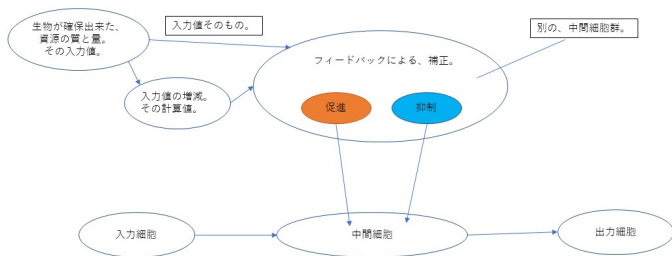 生物が確保出来た、
資源の質と量。
その入力値。
入力値そのもの。
別の、中間細胞群。
フィードバックによる、補正。
入力値の増減。
その計算値。
促進
抑制
入力細胞
中間細胞
出力細胞